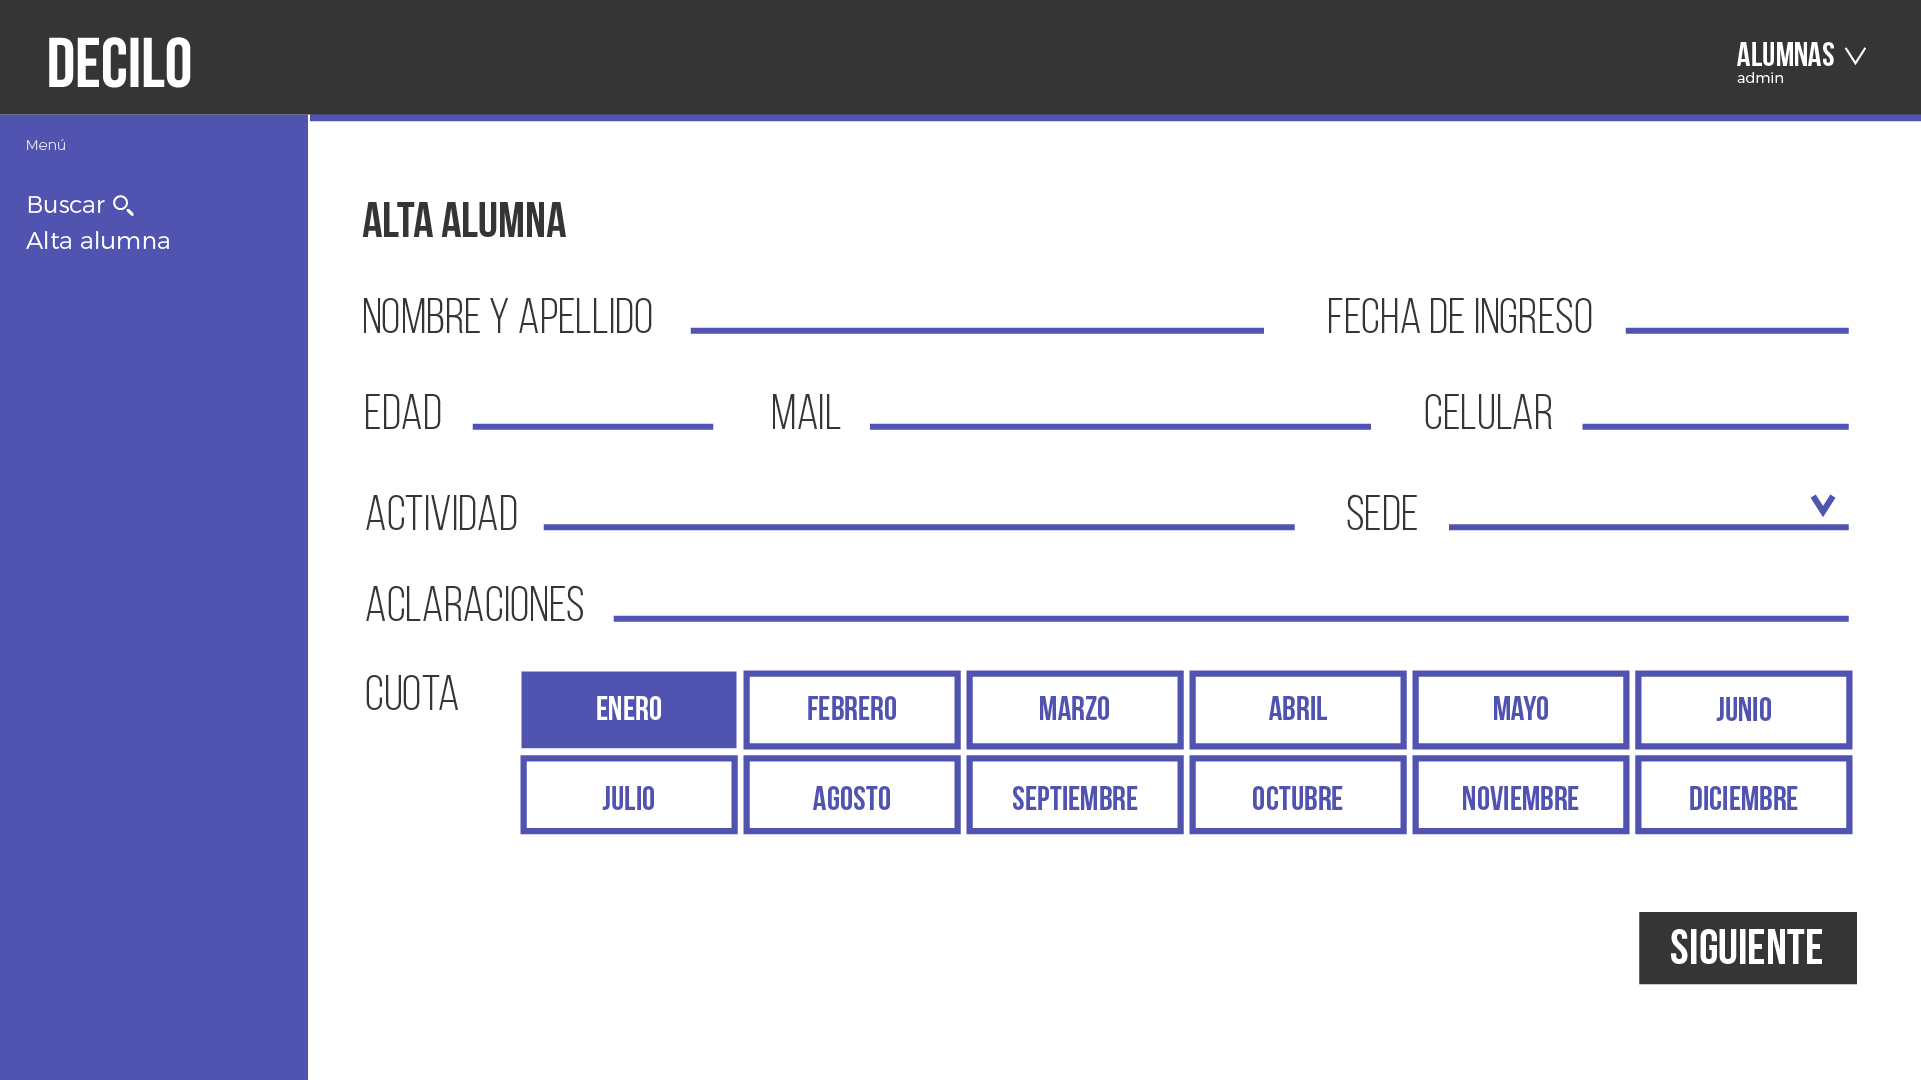 DECILO
ALUMNAS
admin
Menú
Buscar
Alta alumna
ALTA ALUMNA
NOMBRE Y APELLIDO
FECHA DE INGRESO
EDAD
MAIL
CELULAR
ACTIVIDAD
SEDE
ACLARACIONES
CUOTA
ENERO
FEBRERO
MARZO
ABRIL
MAYO
JUNIO
JULIO
AGOSTO
SEPTIEMBRE
OCTUBRE
NOVIEMBRE
DICIEMBRE
SIGUIENTE